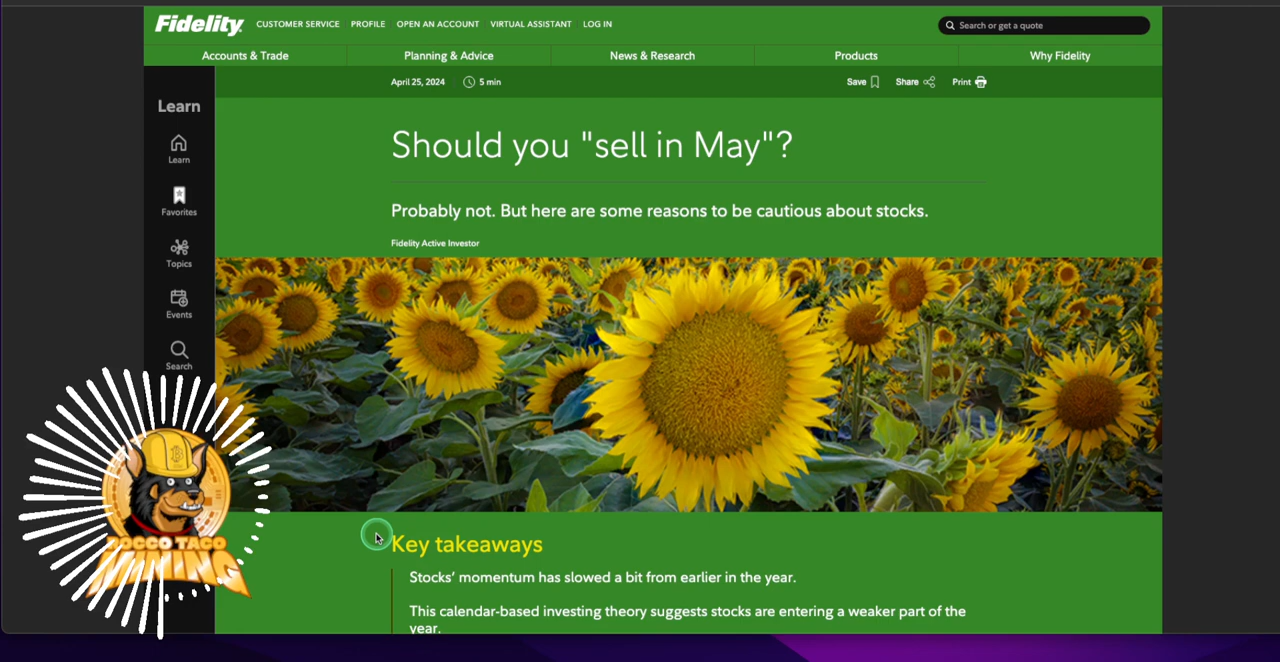 Fidelity
CUSTOMER SERVICE PROFILE OPEN AN ACCOUNT VIRTUAL ASSISTANT LOG IN
Search or get a quote
Accounts & Trade Planning & Advice News & Research Products Why Fidelity
April 25, 2024 5 min Save Share Print
Learn
Learn
Favorites
Topics
Events
Search
Should you "sell in May"?
Probably not. But here are some reasons to be cautious about stocks.
Fidelity Active Investor
ROCCO TACO
MINING
Key takeaways
Stocks’ momentum has slowed a bit from earlier in the year.
This calendar-based investing theory suggests stocks are entering a weaker part of the
year.